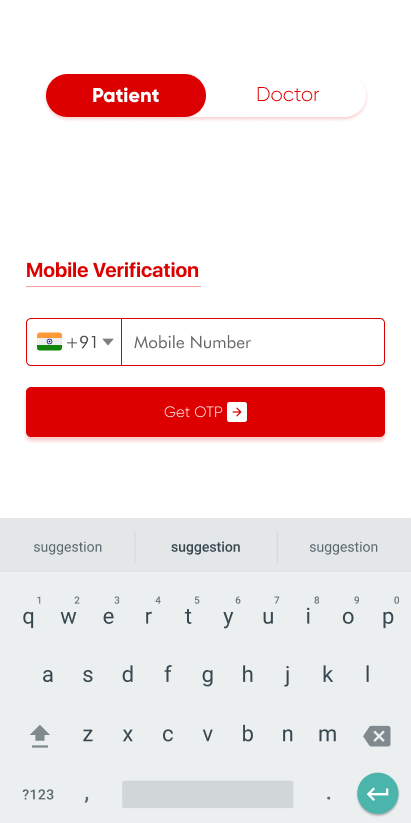 Patient Doctor
Mobile Verification
+91 Mobile Number
Get OTP
suggestion suggestion suggestion
1 2 3 4 5 6 7 8 9 0
q w e r t y u i o p
a s d f g h j k l
z x c v b n m
?123 , .